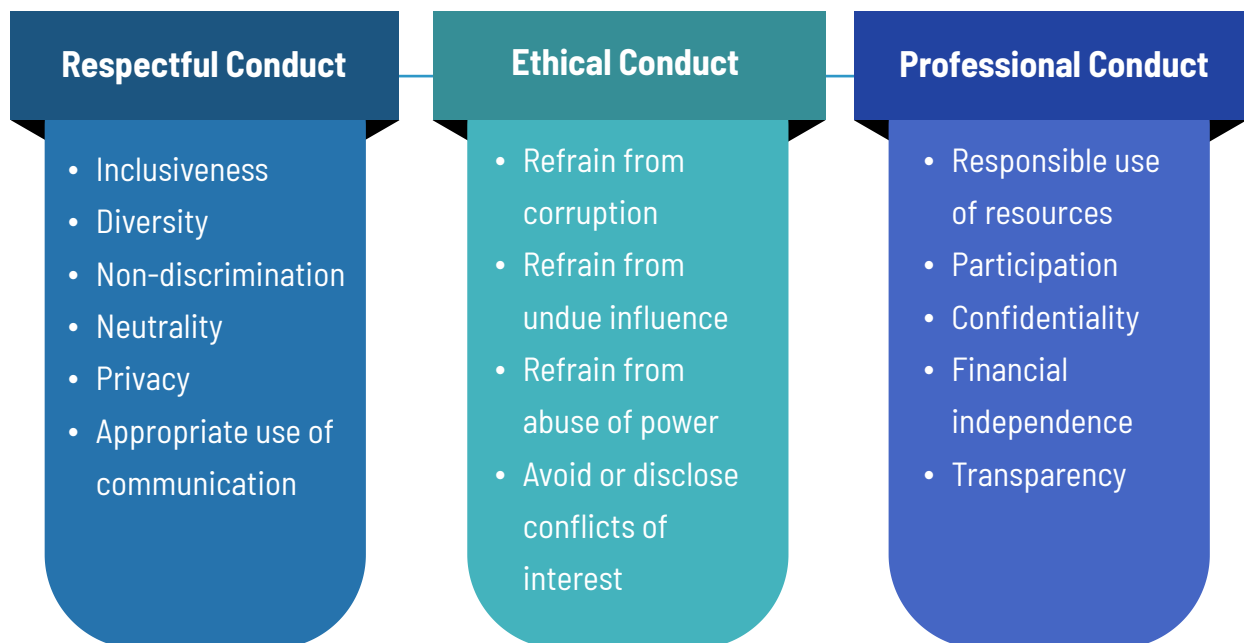 Respectful Conduct
• Inclusiveness
• Diversity
• Non-discrimination
• Neutrality
• Privacy
• Appropriate use of
communication
Ethical Conduct
• Refrain from
corruption
• Refrain from
undue influence
• Refrain from
abuse of power
• Avoid or disclose
conflicts of
interest
Professional Conduct
• Responsible use
of resources
• Participation
• Confidentiality
• Financial
independence
• Transparency